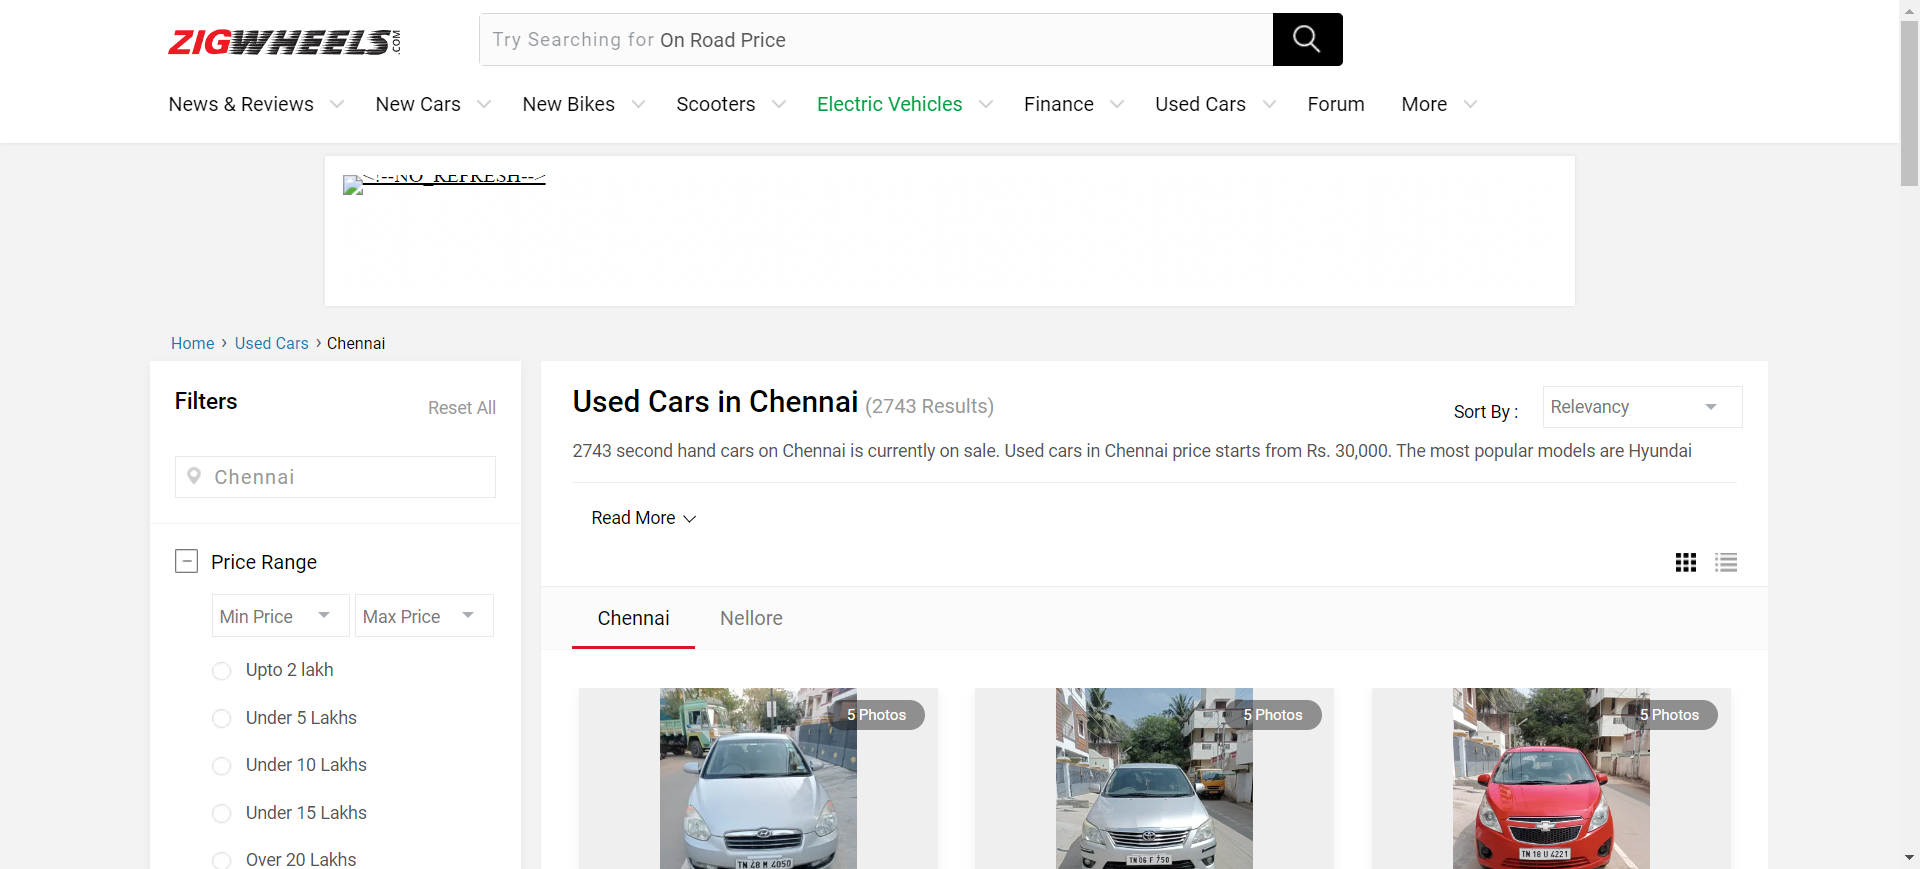 ZIGWHEELS.COM
Try Searching for On Road Price
News & Reviews New Cars New Bikes Scooters Electric Vehicles Finance Used Cars Forum More
<!--NO_REFRESH-->
Home › Used Cars › Chennai
Filters
Reset All
Chennai
Price Range
Min Price Max Price
Upto 2 lakh
Under 5 Lakhs
Under 10 Lakhs
Under 15 Lakhs
Over 20 Lakhs
Used Cars in Chennai (2743 Results)
Sort By : Relevancy
2743 second hand cars on Chennai is currently on sale. Used cars in Chennai price starts from Rs. 30,000. The most popular models are Hyundai
Read More
Chennai Nellore
5 Photos
TN 48 M 4050
5 Photos
TN 06 F 750
5 Photos
TN 18 U 4221